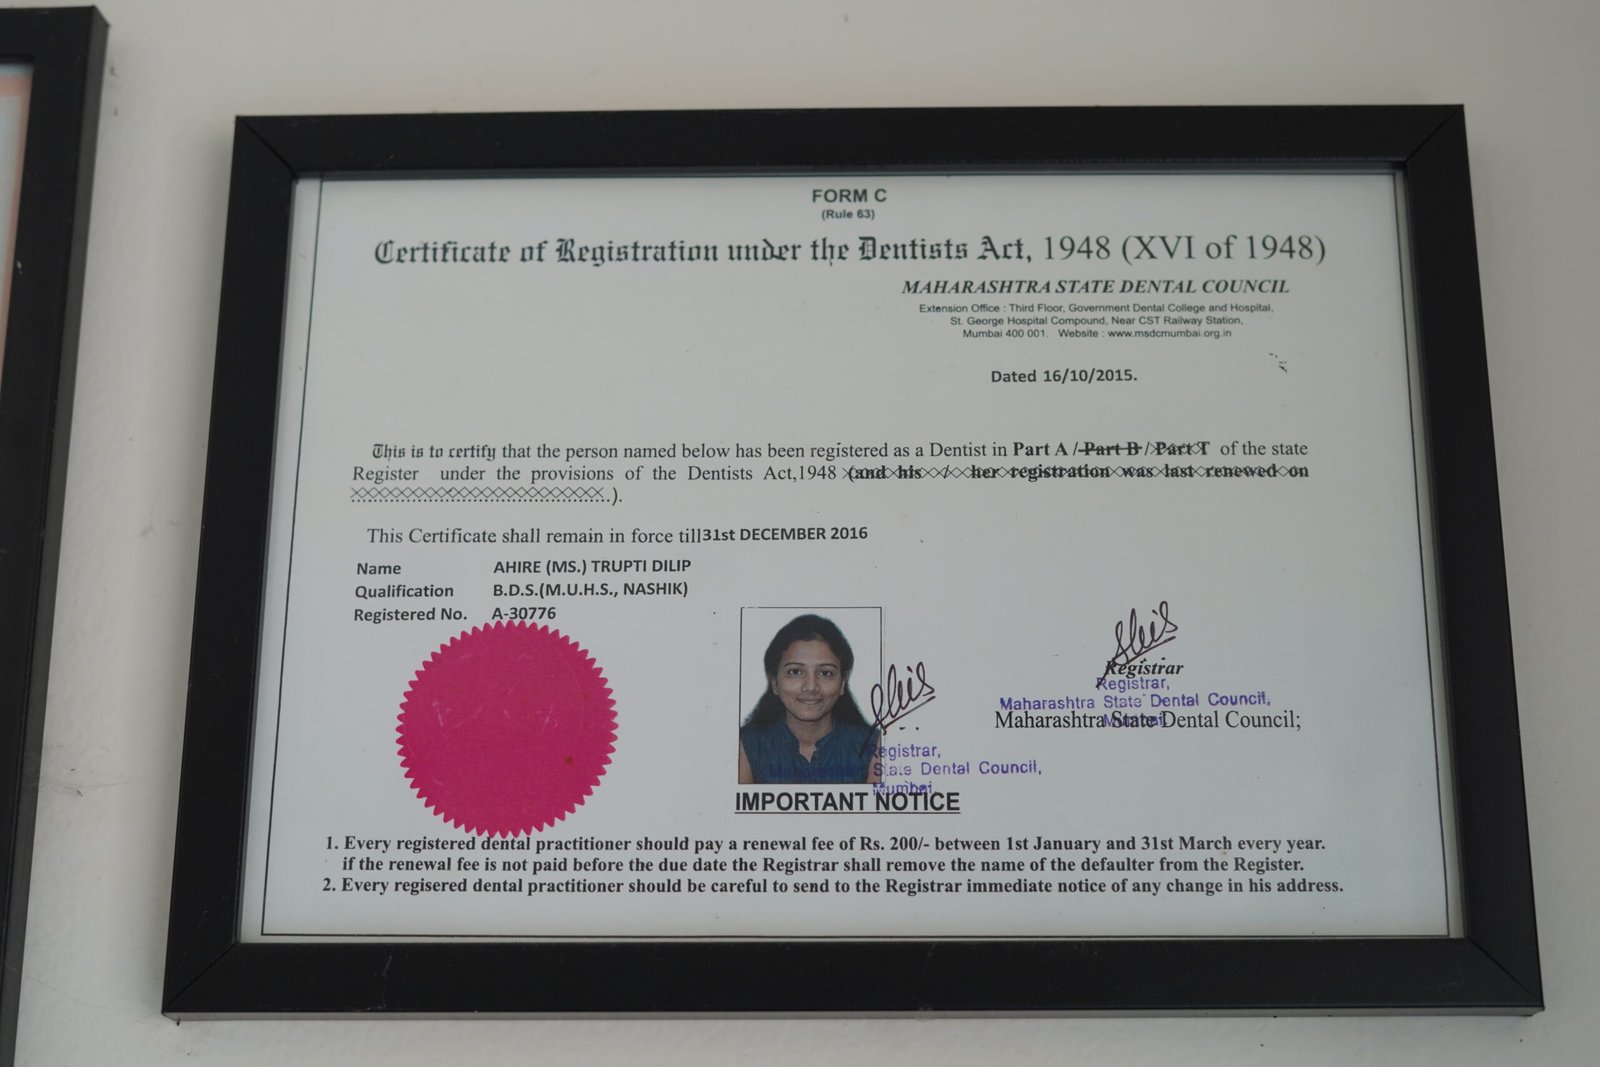 FORM C
(Rule 63)
Certificate of Registration under the Dentists Act, 1948 (XVI of 1948)
MAHARASHTRA STATE DENTAL COUNCIL
Extension Office : Third Floor, Government Dental College and Hospital,
St. George Hospital Compound, Near CST Railway Station,
Mumbai 400 001. Website : www.msdcmumbai.org.in
Dated 16/10/2015.
This is to certify that the person named below has been registered as a Dentist in Part A / Part B / Part T of the state
Register under the provisions of the Dentists Act,1948 (and his / her registration was last renewed on
XXXXXXXXXXXXXXXXXXXXXXX..).
This Certificate shall remain in force till 31st DECEMBER 2016
Name AHIRE (MS.) TRUPTI DILIP
Qualification B.D.S.(M.U.H.S., NASHIK)
Registered No. A-30776
Registrar
Registrar,
Maharashtra State Dental Council,
Mumbai
Maharashtra State Dental Council;
Registrar,
Maharashtra State Dental Council,
Mumbai
IMPORTANT NOTICE
1. Every registered dental practitioner should pay a renewal fee of Rs. 200/- between 1st January and 31st March every year.
if the renewal fee is not paid before the due date the Registrar shall remove the name of the defaulter from the Register.
2. Every regisered dental practitioner should be careful to send to the Registrar immediate notice of any change in his address.